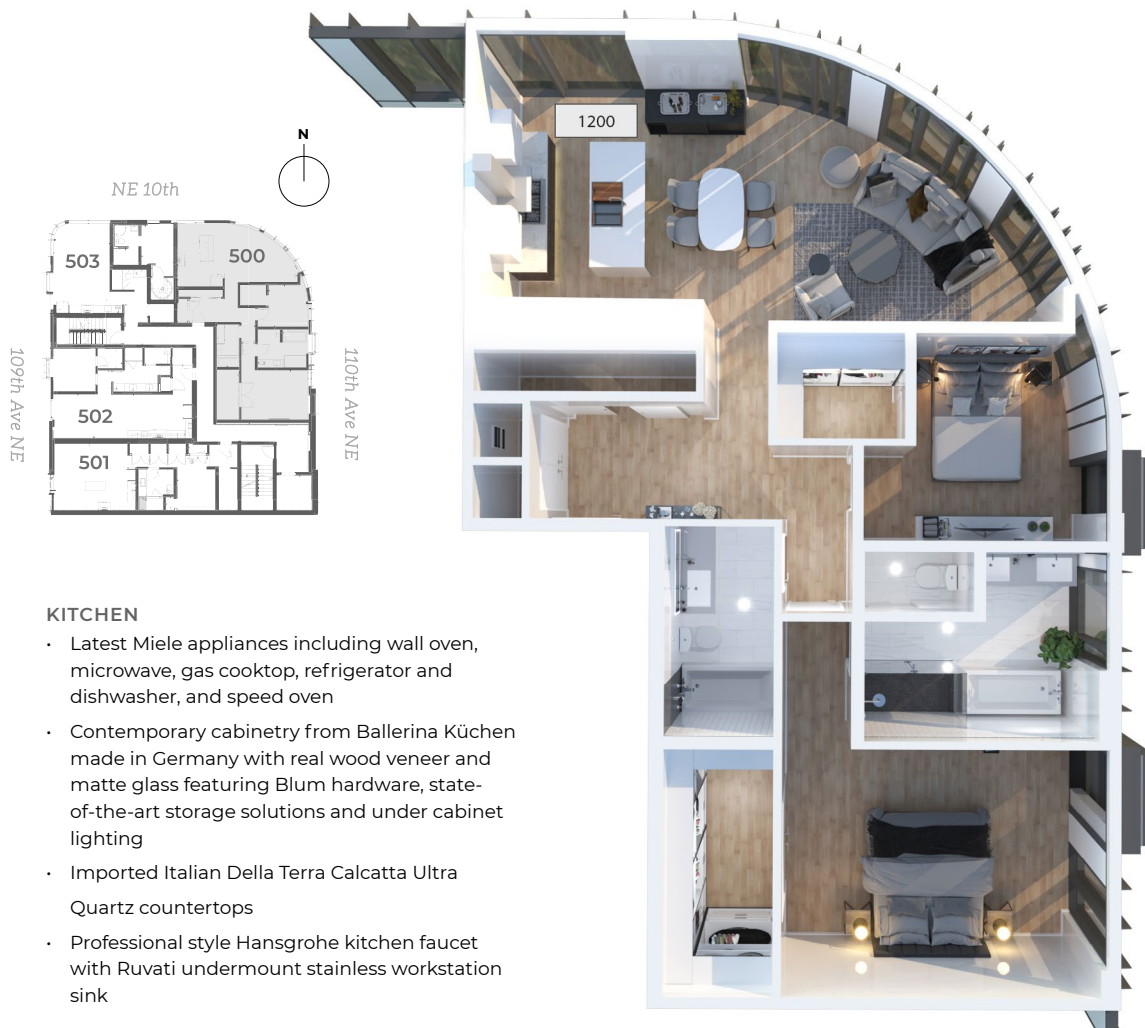 1200
N
NE 10th
503
500
109th Ave NE
110th Ave NE
502
501
KITCHEN
• Latest Miele appliances including wall oven,
microwave, gas cooktop, refrigerator and
dishwasher, and speed oven
• Contemporary cabinetry from Ballerina Küchen
made in Germany with real wood veneer and
matte glass featuring Blum hardware, state-
of-the-art storage solutions and under cabinet
lighting
• Imported Italian Della Terra Calcatta Ultra
Quartz countertops
• Professional style Hansgrohe kitchen faucet
with Ruvati undermount stainless workstation
sink